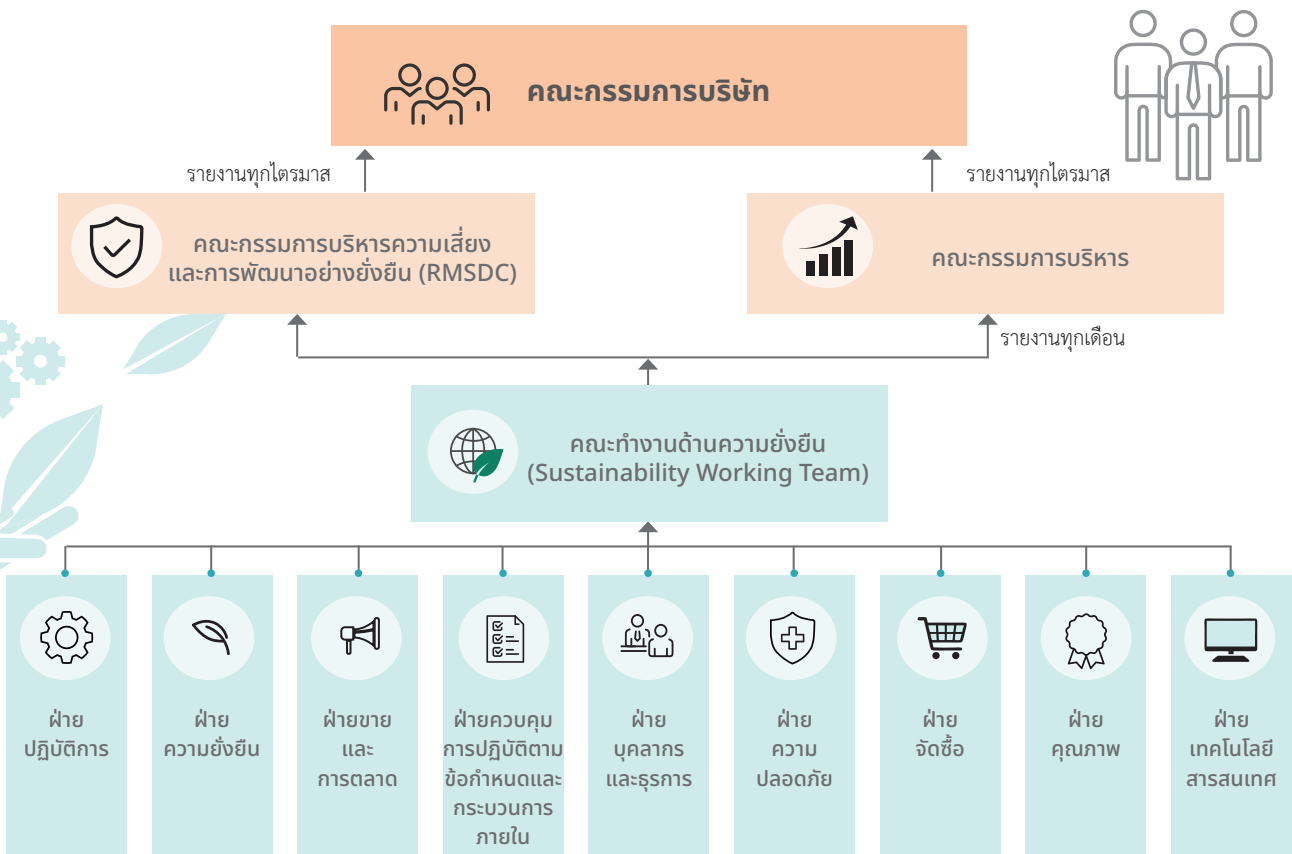 คณะกรรมการบริษัท
รายงานทุกไตรมาส
รายงานทุกไตรมาส
คณะกรรมการบริหารความเสี่ยง
และการพัฒนาอย่างยั่งยืน (RMSDC)
คณะกรรมการบริหาร
รายงานทุกเดือน
คณะทำงานด้านความยั่งยืน
(Sustainability Working Team)
ฝ่าย
ปฏิบัติการ
ฝ่าย
ความยั่งยืน
ฝ่ายขาย
และ
การตลาด
ฝ่ายควบคุม
การปฏิบัติตาม
ข้อกำหนดและ
กระบวนการ
ภายใน
ฝ่าย
บุคลากร
และธุรการ
ฝ่าย
ความ
ปลอดภัย
ฝ่าย
จัดซื้อ
ฝ่าย
คุณภาพ
ฝ่าย
เทคโนโลยี
สารสนเทศ